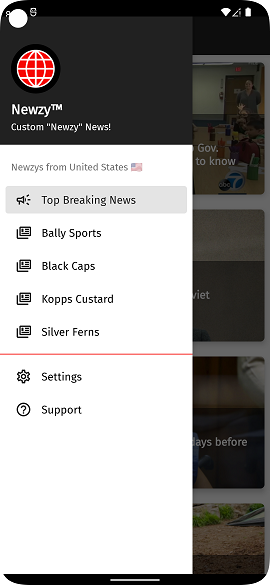 Newzy™
Custom "Newzy" News!
Newzys from United States 🇺🇸
Top Breaking News
Bally Sports
Black Caps
Kopps Custard
Silver Ferns
Settings
Support
Gov.
to know
days before